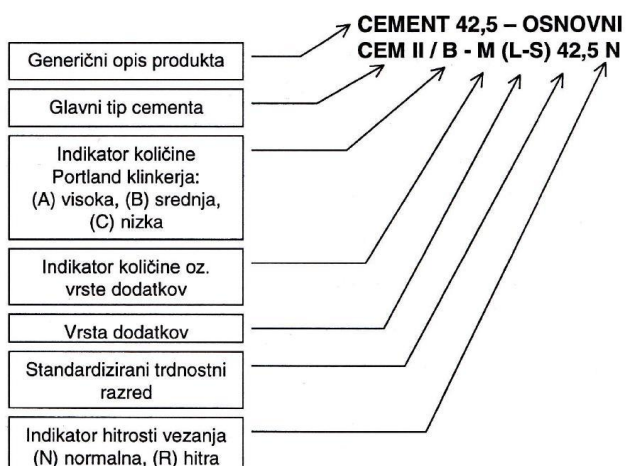 CEMENT 42,5 – OSNOVNI
CEM II / B - M (L-S) 42,5 N
Generični opis produkta
Glavni tip cementa
Indikator količine
Portland klinkerja:
(A) visoka, (B) srednja,
(C) nizka
Indikator količine oz.
vrste dodatkov
Vrsta dodatkov
Standardizirani trdnostni
razred
Indikator hitrosti vezanja
(N) normalna, (R) hitra